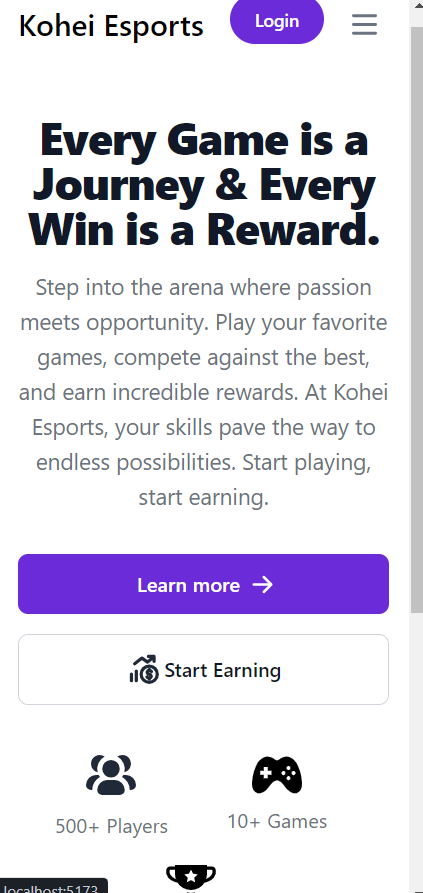 Kohei Esports
Login
Every Game is a
Journey & Every
Win is a Reward.
Step into the arena where passion
meets opportunity. Play your favorite
games, compete against the best,
and earn incredible rewards. At Kohei
Esports, your skills pave the way to
endless possibilities. Start playing,
start earning.
Learn more
Start Earning
500+ Players
10+ Games
localhost:5173